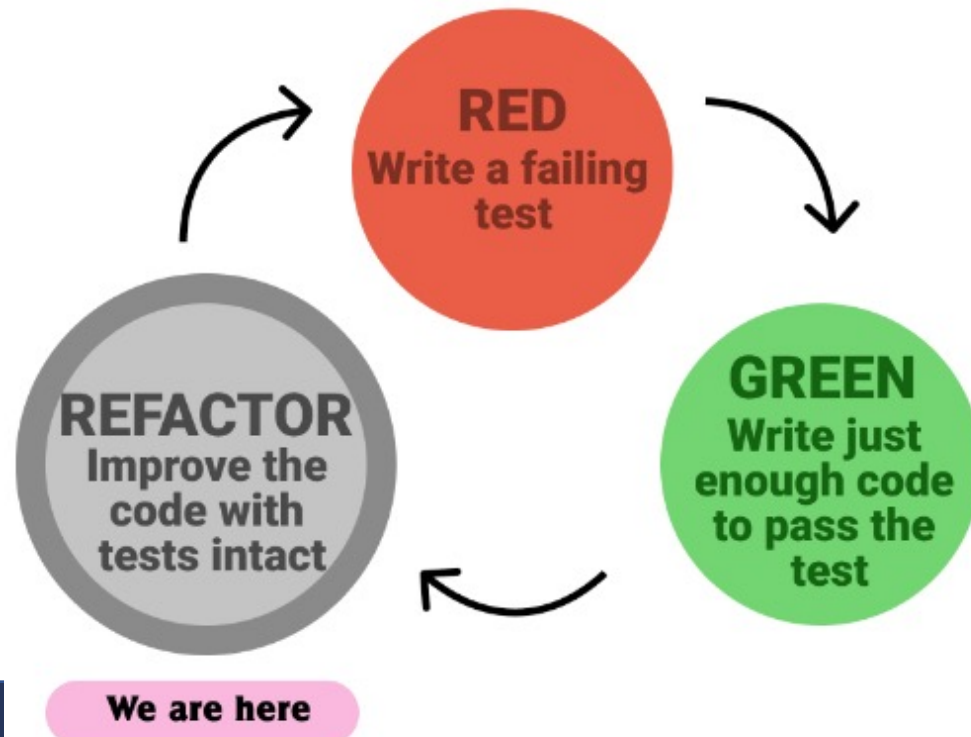 RED
Write a failing
test
GREEN
Write just
enough code
to pass the
test
REFACTOR
Improve the
code with
tests intact
We are here